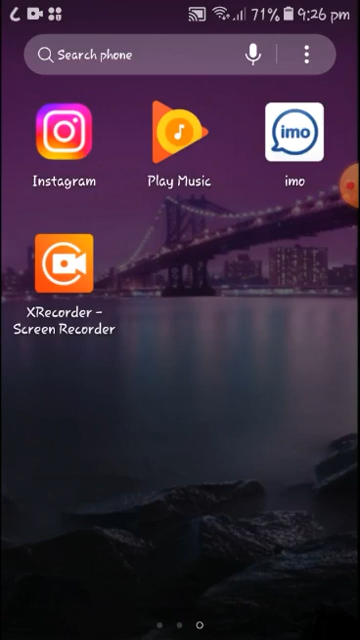 71% 9:26 pm
Search phone
Instagram
Play Music
imo
imo
XRecorder -
Screen Recorder